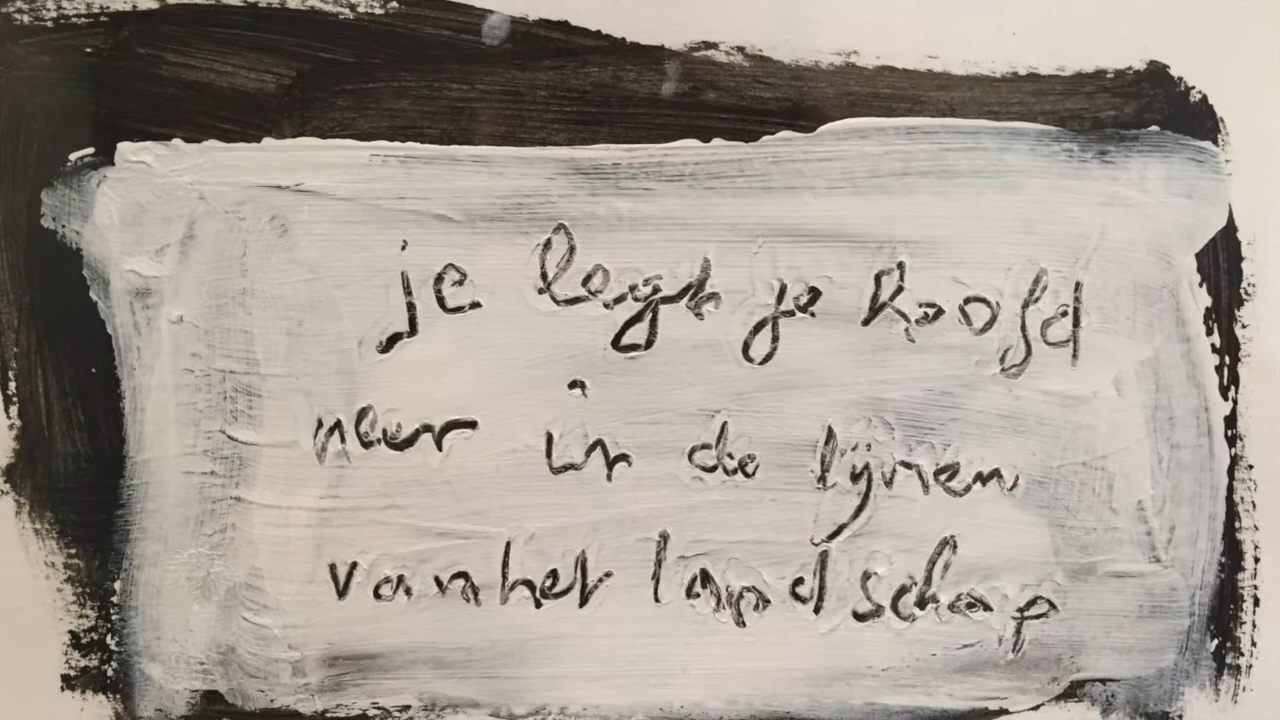 je legt je hoofd
neer in de lijnen
van het landschap